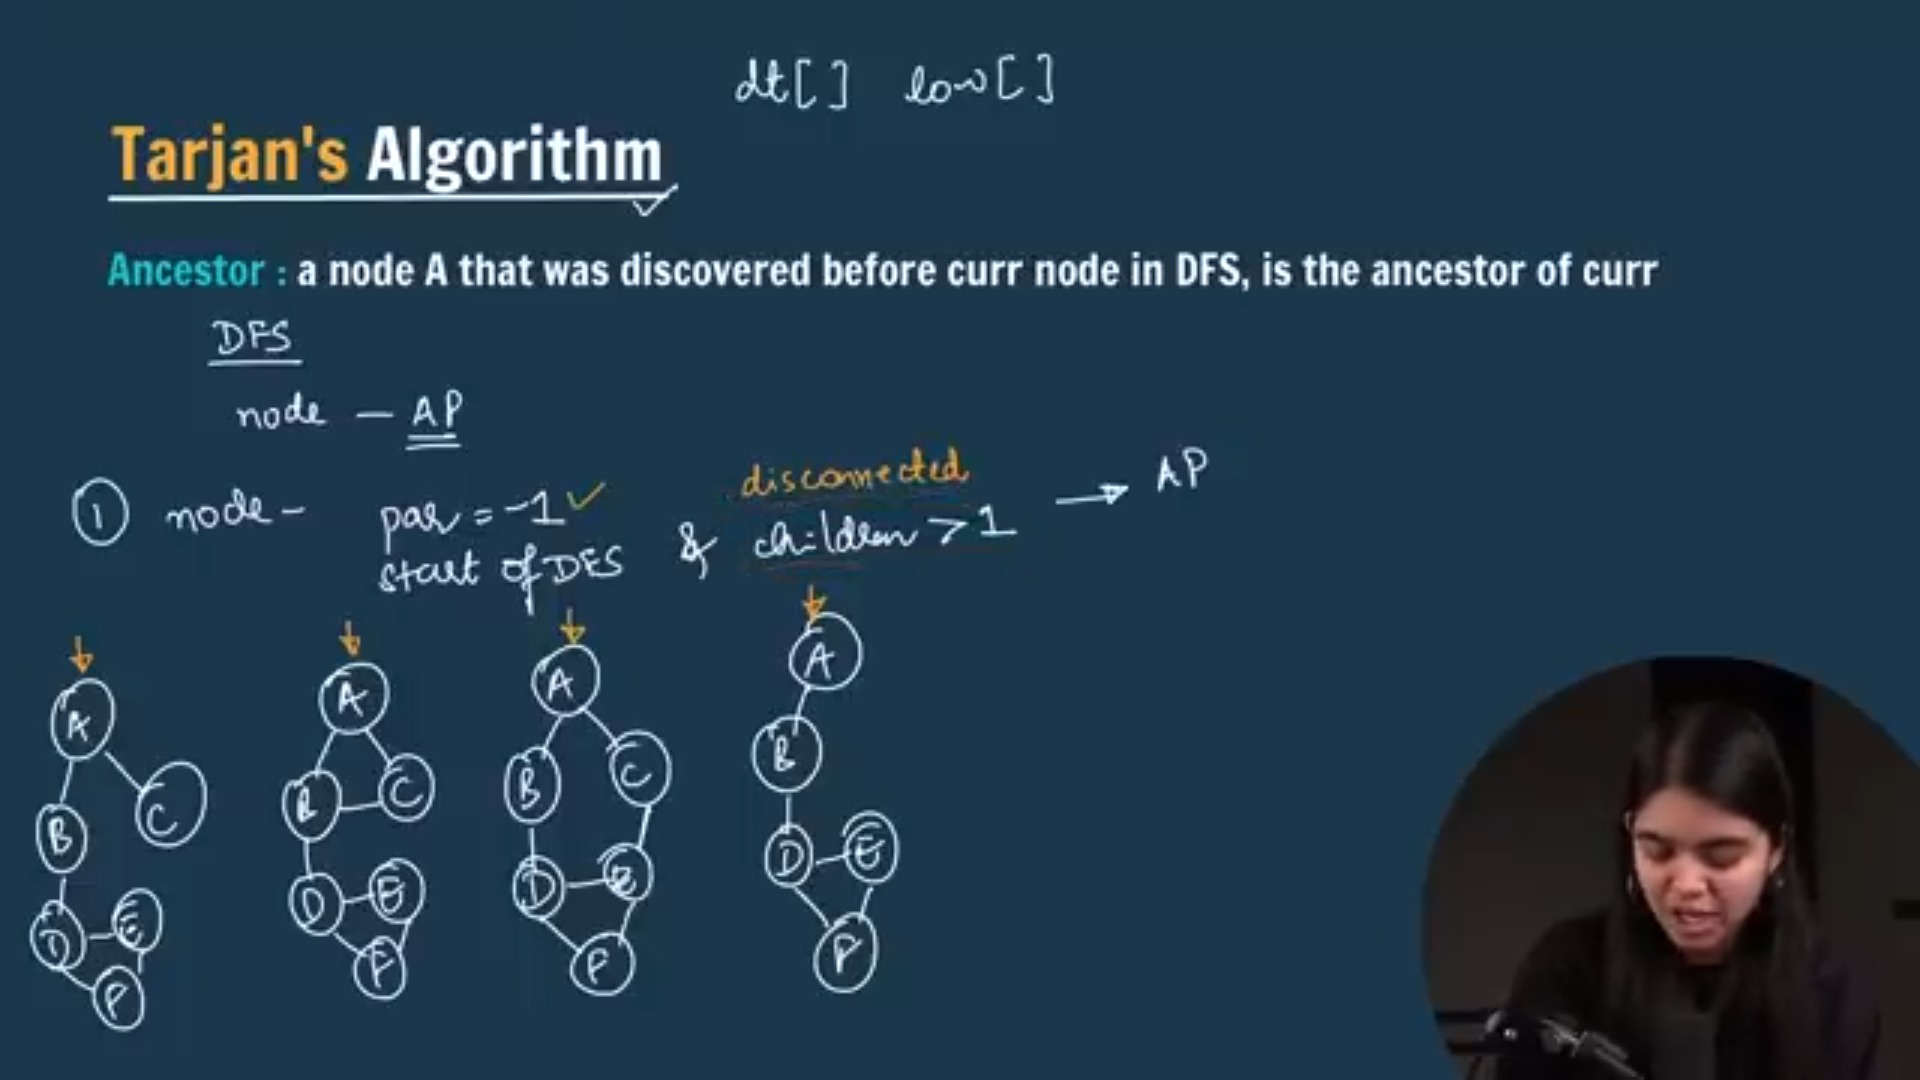 dt[ ] low[ ]
Tarjan's Algorithm
Ancestor : a node A that was discovered before curr node in DFS, is the ancestor of curr
DFS
node — AP
disconnected
① node - par = -1 ✓ & children > 1 → AP
start of DFS
A
B C
D E
F
A
B C
D E
F
A
B C
D E
F
A
B
D E
F